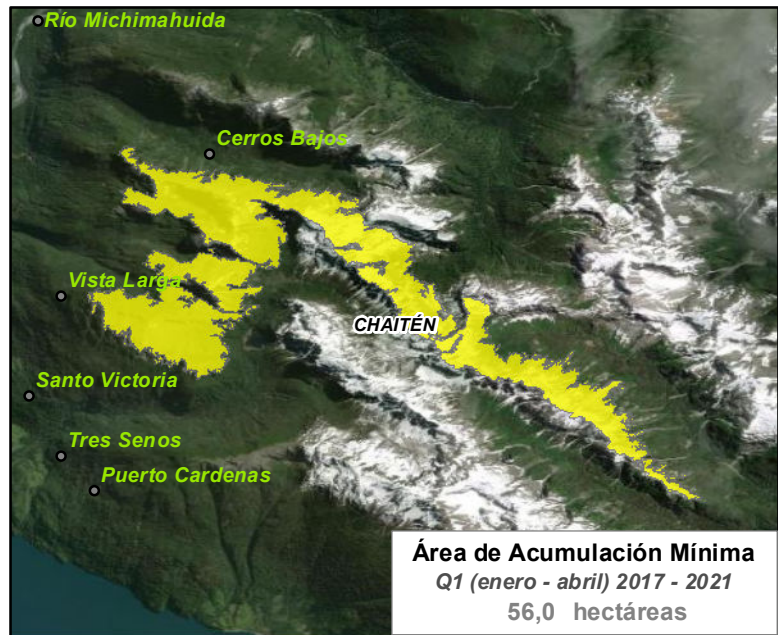 Río Michimahuida
Cerros Bajos
Vista Larga
CHAITÉN
Santo Victoria
Tres Senos
Puerto Cardenas
Área de Acumulación Mínima
Q1 (enero - abril) 2017 - 2021
56,0 hectáreas